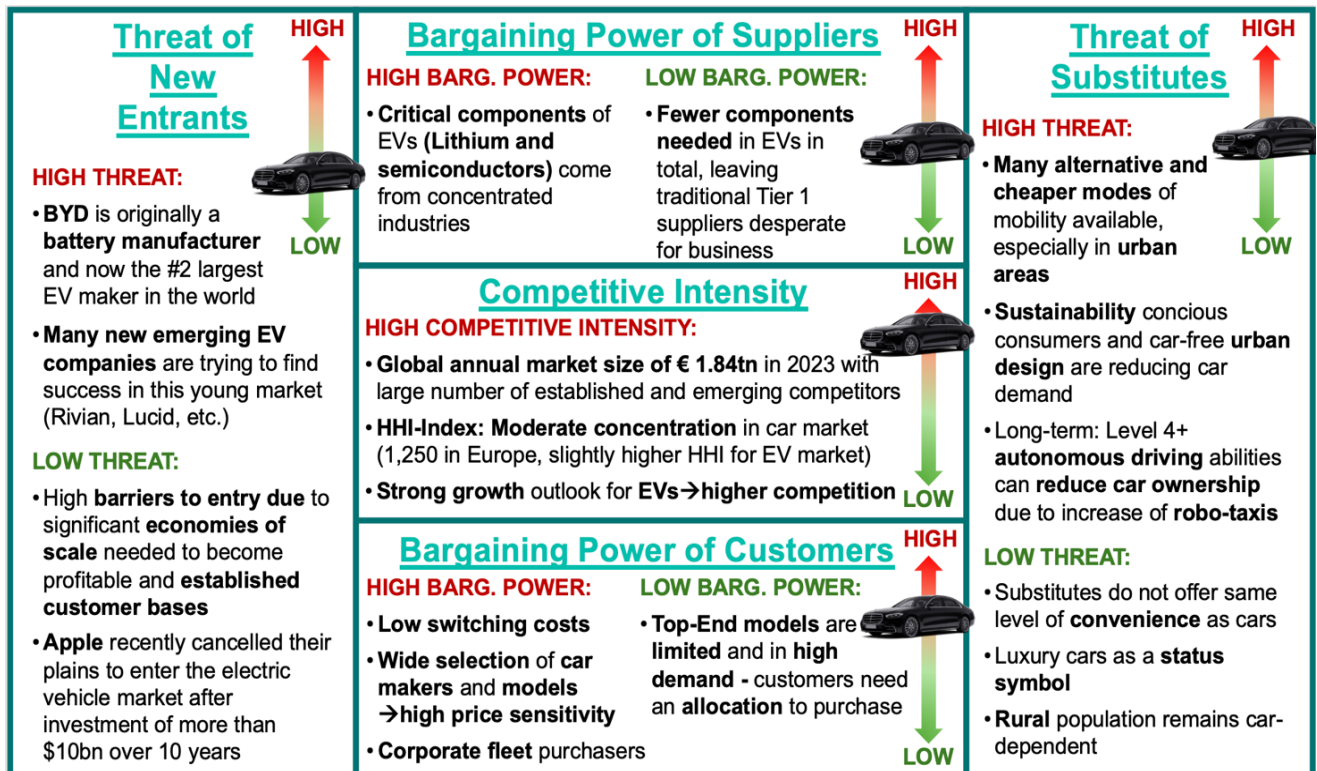 Threat of
New
Entrants
HIGH
LOW
HIGH THREAT:
•BYD is originally a
battery manufacturer
and now the #2 largest
EV maker in the world
•Many new emerging EV
companies are trying to find
success in this young market
(Rivian, Lucid, etc.)
LOW THREAT:
•High barriers to entry due to
significant economies of
scale needed to become
profitable and established
customer bases
•Apple recently cancelled their
plains to enter the electric
vehicle market after
investment of more than
$10bn over 10 years
Bargaining Power of Suppliers
HIGH
LOW
HIGH BARG. POWER:
•Critical components of
EVs (Lithium and
semiconductors) come
from concentrated
industries
LOW BARG. POWER:
•Fewer components
needed in EVs in
total, leaving
traditional Tier 1
suppliers desperate
for business
Competitive Intensity
HIGH
LOW
HIGH COMPETITIVE INTENSITY:
•Global annual market size of € 1.84tn in 2023 with
large number of established and emerging competitors
•HHI-Index: Moderate concentration in car market
(1,250 in Europe, slightly higher HHI for EV market)
•Strong growth outlook for EVs→higher competition
Bargaining Power of Customers
HIGH
LOW
HIGH BARG. POWER:
•Low switching costs
•Wide selection of car
makers and models
→high price sensitivity
•Corporate fleet purchasers
LOW BARG. POWER:
•Top-End models are
limited and in high
demand - customers need
an allocation to purchase
Threat of
Substitutes
HIGH
LOW
HIGH THREAT:
•Many alternative and
cheaper modes of
mobility available,
especially in urban
areas
•Sustainability concious
consumers and car-free urban
design are reducing car
demand
•Long-term: Level 4+
autonomous driving abilities
can reduce car ownership
due to increase of robo-taxis
LOW THREAT:
•Substitutes do not offer same
level of convenience as cars
•Luxury cars as a status
symbol
•Rural population remains car-
dependent